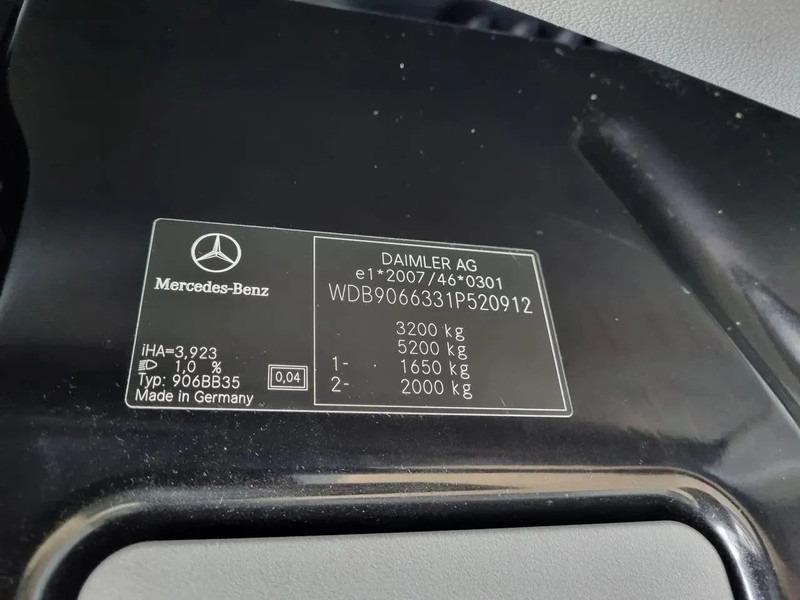 Mercedes-Benz
iHA=3,923
1,0 %
Typ: 906BB35
0,04
Made in Germany
DAIMLER AG
e1*2007/46*0301
WDB9066331P520912
3200 kg
5200 kg
1- 1650 kg
2- 2000 kg